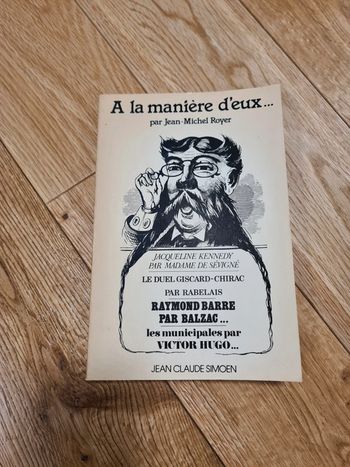 A la manière d'eux...
par Jean-Michel Royer
JACQUELINE KENNEDY
PAR MADAME DE SÉVIGNÉ
LE DUEL GISCARD-CHIRAC
PAR RABELAIS
RAYMOND BARRE
PAR BALZAC...
les municipales par
VICTOR HUGO...
JEAN CLAUDE SIMOEN